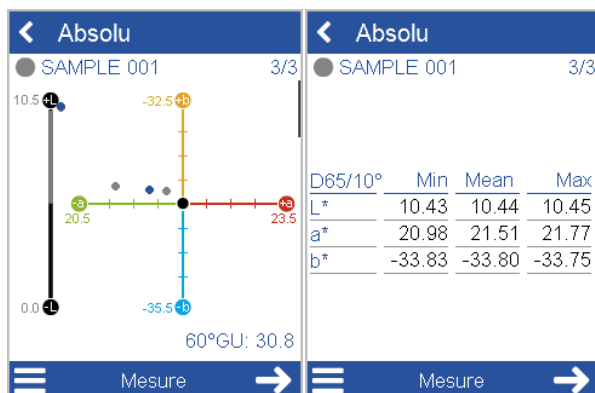 Absolu
SAMPLE 001 3/3
10.5 +L -32.5 +b
-a +a
20.5 23.5
0.0 -L -35.5 -b
60°GU: 30.8
Mesure
Absolu
SAMPLE 001 3/3
D65/10° Min Mean Max
L* 10.43 10.44 10.45
a* 20.98 21.51 21.77
b* -33.83 -33.80 -33.75
Mesure